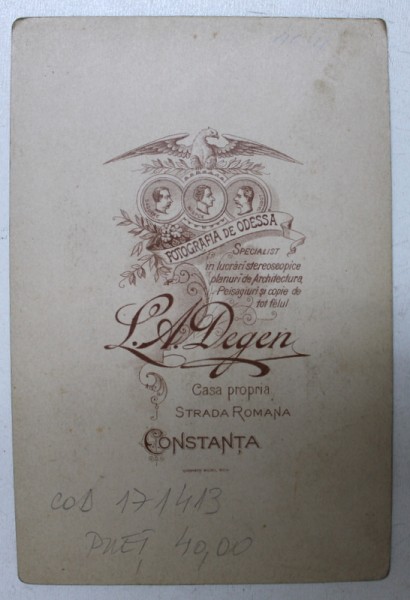 FOTOGRAFIA DE ODESSA
SPECIALIST
in lucrări stereoscopice
planuri de Architectura
Peisagiuri și copie de
tot felul
L. A. Degen
Casa propria
STRADA ROMANA
CONSTANȚA
COD 171413
PREȚ 40,00